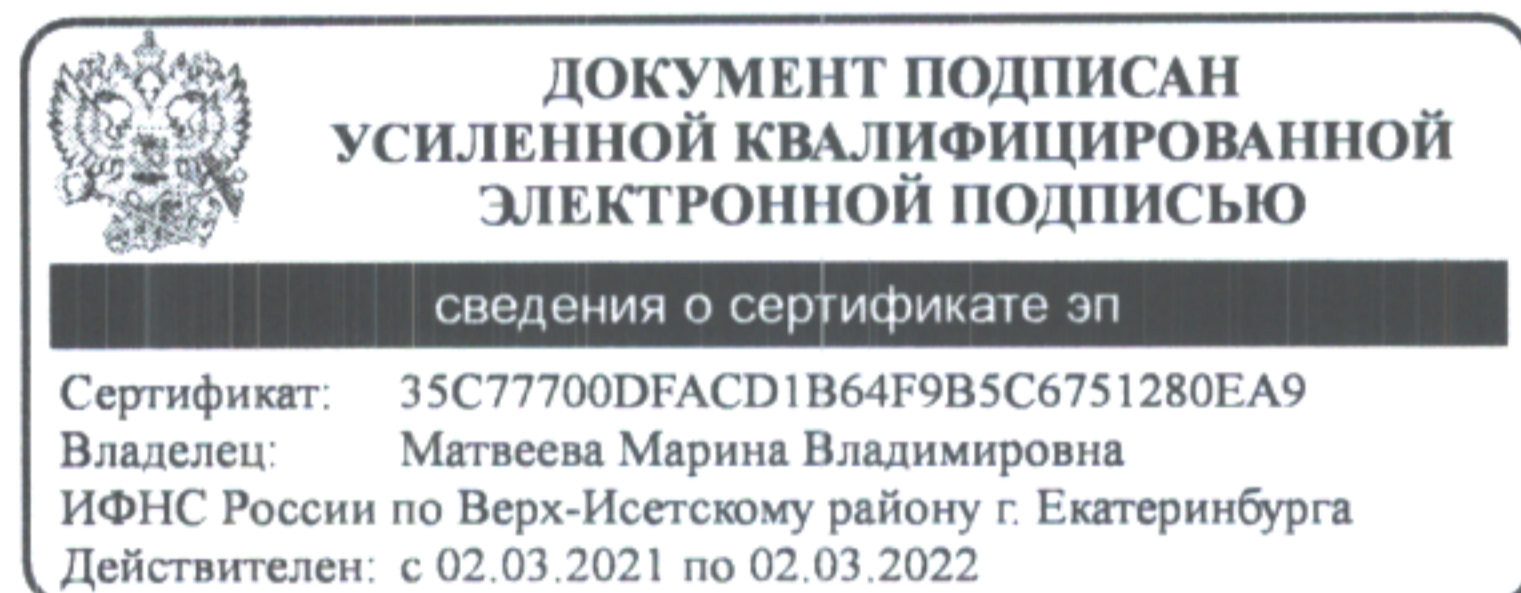 ДОКУМЕНТ ПОДПИСАН
УСИЛЕННОЙ КВАЛИФИЦИРОВАННОЙ
ЭЛЕКТРОННОЙ ПОДПИСЬЮ
сведения о сертификате эп
Сертификат: 35C77700DFACD1B64F9B5C6751280EA9
Владелец: Матвеева Марина Владимировна
ИФНС России по Верх-Исетскому району г. Екатеринбурга
Действителен: с 02.03.2021 по 02.03.2022